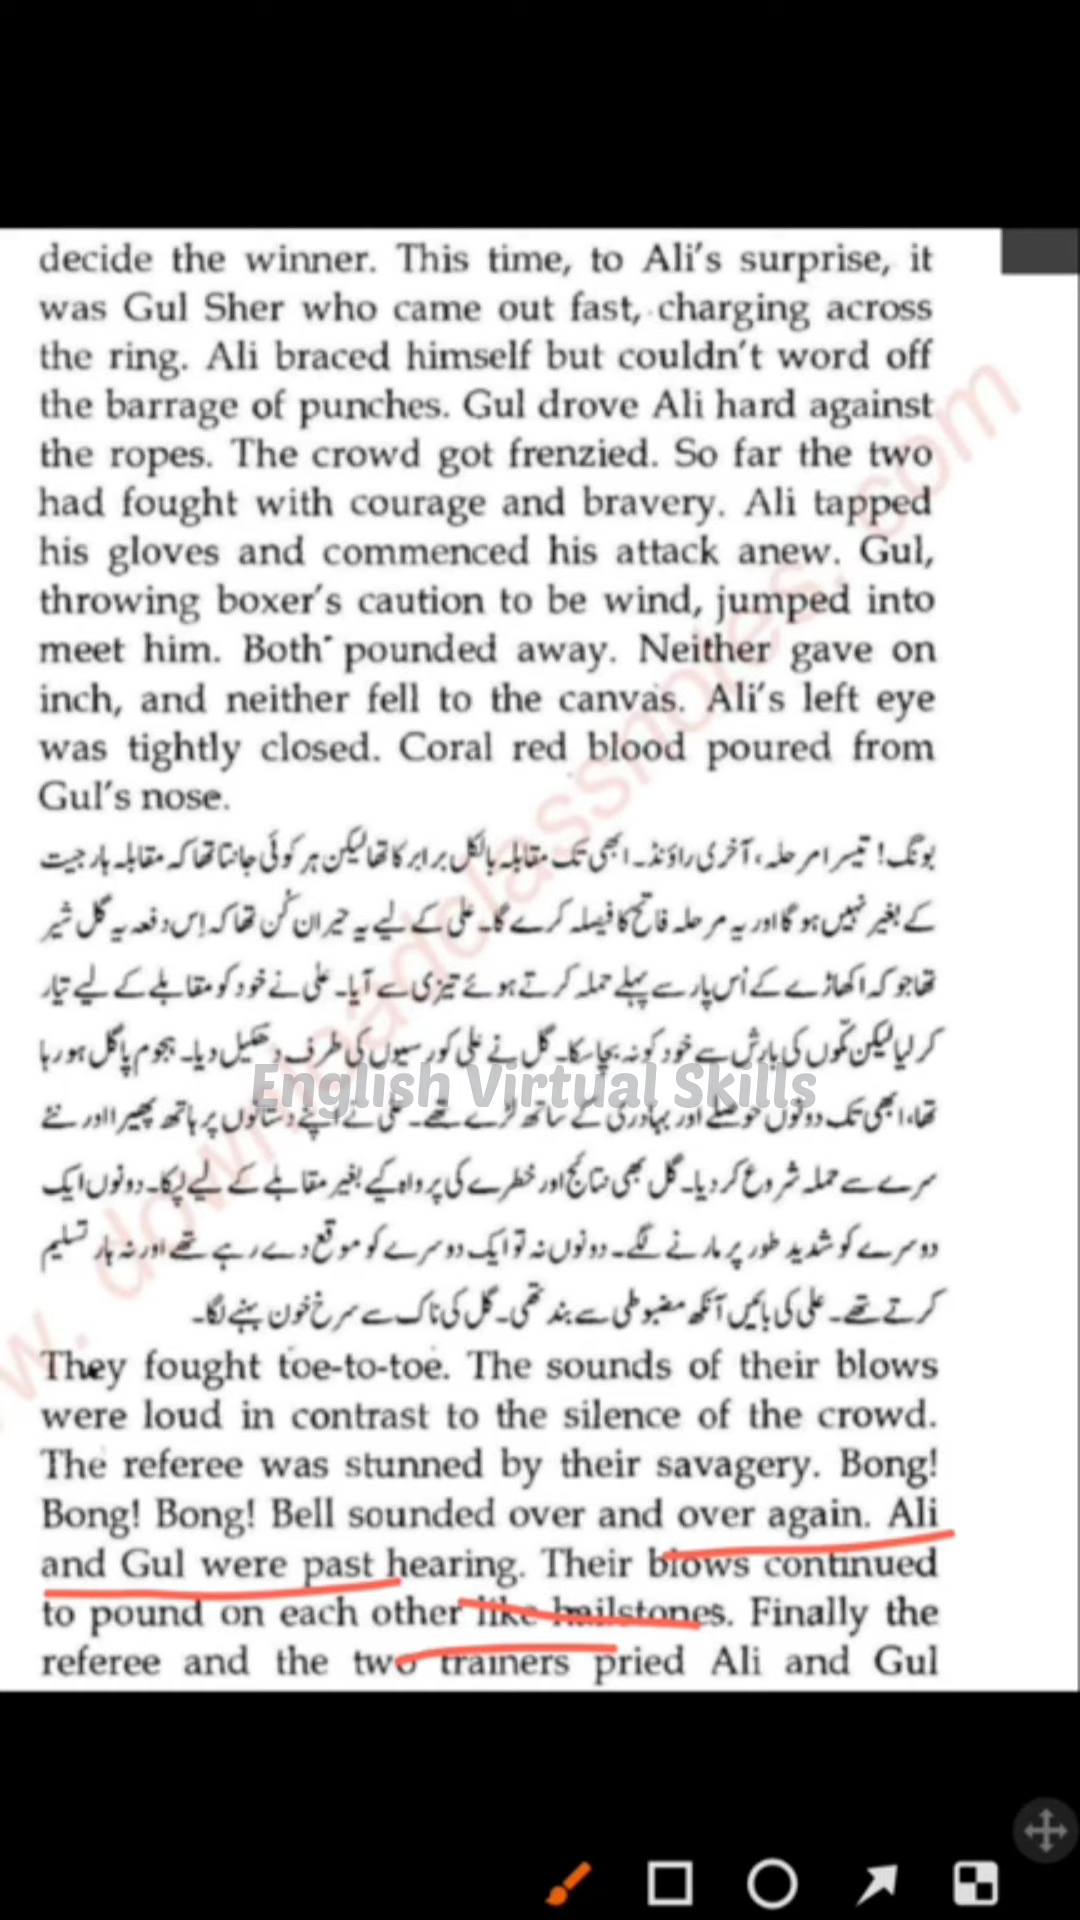 decide the winner. This time, to Ali's surprise, it
was Gul Sher who came out fast, charging across
the ring. Ali braced himself but couldn't word off
the barrage of punches. Gul drove Ali hard against
the ropes. The crowd got frenzied. So far the two
had fought with courage and bravery. Ali tapped
his gloves and commenced his attack anew. Gul,
throwing boxer's caution to be wind, jumped into
meet him. Both pounded away. Neither gave on
inch, and neither fell to the canvas. Ali's left eye
was tightly closed. Coral red blood poured from
Gul's nose.
بونگ! تیسرا مرحلہ، آخری راؤنڈ۔ ابھی تک مقابلہ بالکل برابر کا تھا لیکن ہر کوئی جانتا تھا کہ مقابلہ ہار جیت
کے بغیر نہیں ہو گا اور یہ مرحلہ فاتح کا فیصلہ کرے گا۔ علی کے لیے یہ حیران کُن تھا کہ اِس دفعہ یہ گل شیر
تھا جو کہ اکھاڑے کے اُس پار سے پہلے حملہ کرتے ہوئے تیزی سے آیا۔ علی نے خود کو مقابلے کے لیے تیار
کر لیا لیکن مکّوں کی بارش سے خود کو نہ بچا سکا۔ گل نے علی کو رسیوں کی طرف دھکیل دیا۔ ہجوم پاگل ہو رہا
تھا، ابھی تک دونوں حوصلے اور بہادری کے ساتھ لڑے تھے۔ علی نے اپنے دستانوں پر ہاتھ پھیرا اور نئے
سرے سے حملہ شروع کر دیا۔ گل بھی نتائج اور خطرے کی پرواہ کیے بغیر مقابلے کے لیے لپکا۔ دونوں ایک
دوسرے کو شدید طور پر مارنے لگے۔ دونوں نہ تو ایک دوسرے کو موقع دے رہے تھے اور نہ ہار تسلیم
کرتے تھے۔ علی کی بائیں آنکھ مضبوطی سے بند تھی۔ گل کی ناک سے سرخ خون بہنے لگا۔
English Virtual Skills
They fought toe-to-toe. The sounds of their blows
were loud in contrast to the silence of the crowd.
The referee was stunned by their savagery. Bong!
Bong! Bong! Bell sounded over and over again. Ali
and Gul were past hearing. Their blows continued
to pound on each other like hailstones. Finally the
referee and the two trainers pried Ali and Gul